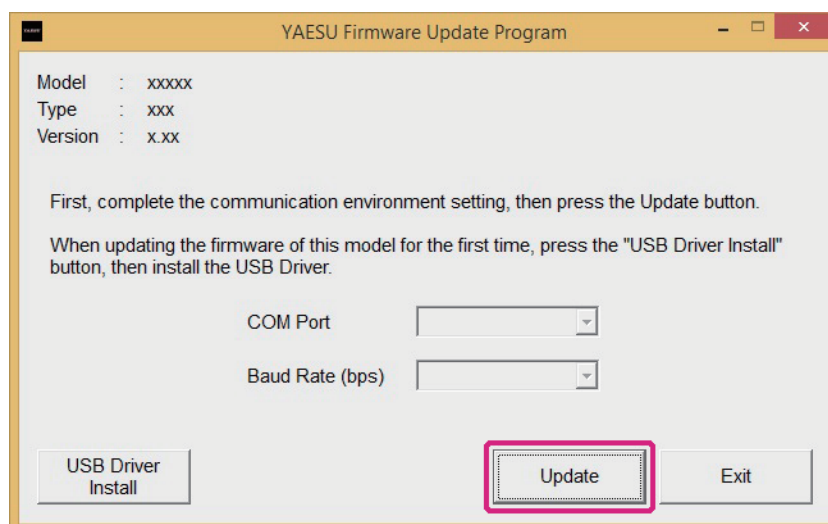 YAESU Firmware Update Program
Model : xxxxx
Type : xxx
Version : x.xx
First, complete the communication environment setting, then press the Update button.
When updating the firmware of this model for the first time, press the "USB Driver Install"
button, then install the USB Driver.
COM Port
Baud Rate (bps)
USB Driver
Install
Update
Exit